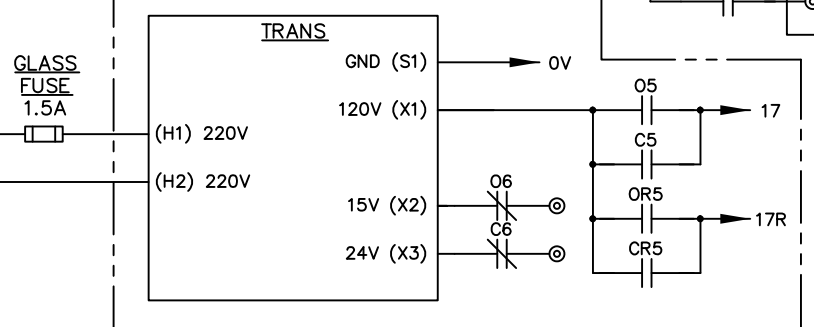 TRANS
GLASS
FUSE
1.5A
GND (S1)
0V
120V (X1)
O5
17
(H1) 220V
C5
(H2) 220V
15V (X2)
O6
OR5
17R
24V (X3)
C6
CR5